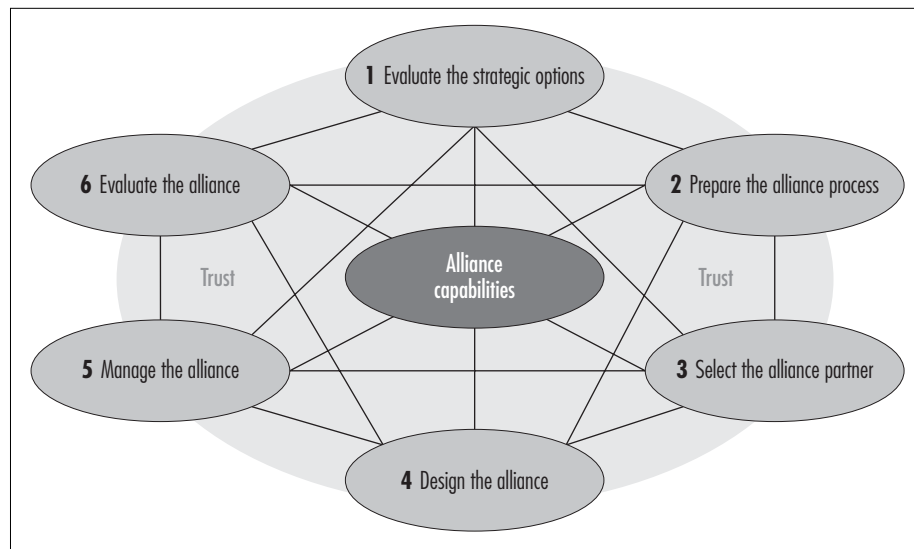 1 Evaluate the strategic options
6 Evaluate the alliance
2 Prepare the alliance process
Trust
Alliance
capabilities
Trust
5 Manage the alliance
3 Select the alliance partner
4 Design the alliance